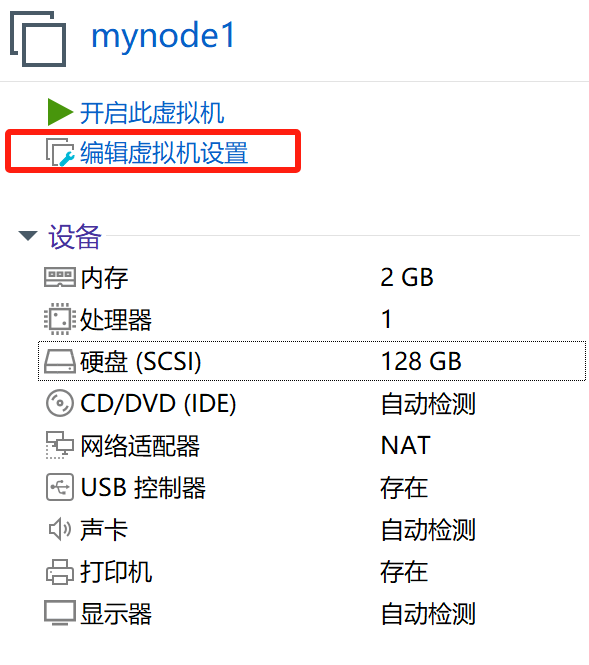 mynode1
开启此虚拟机
编辑虚拟机设置
设备
内存 2 GB
处理器 1
硬盘 (SCSI) 128 GB
CD/DVD (IDE) 自动检测
网络适配器 NAT
USB 控制器 存在
声卡 自动检测
打印机 存在
显示器 自动检测